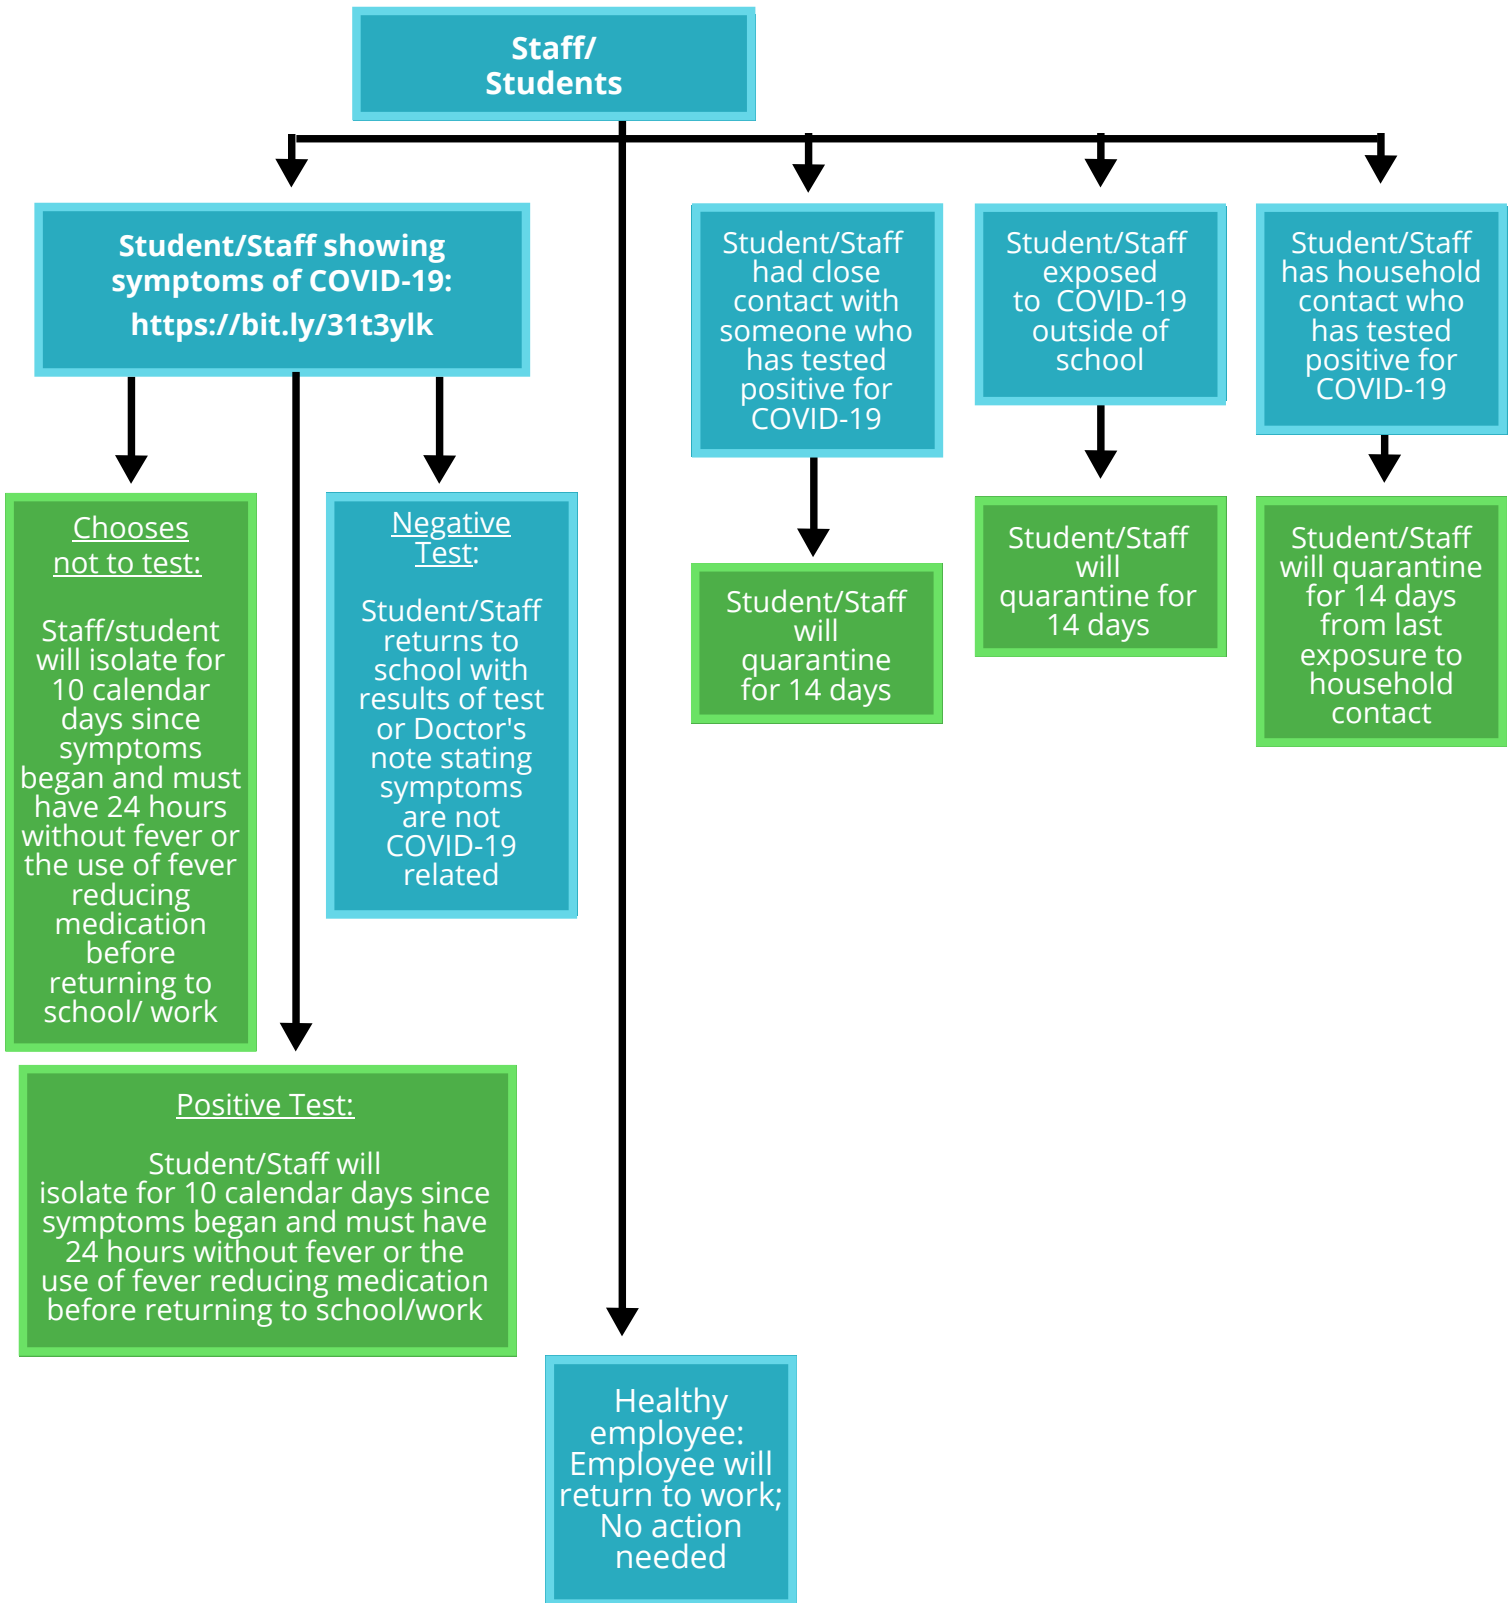 Staff/
Students
Student/Staff showing
symptoms of COVID-19:
https://bit.ly/31t3ylk
Student/Staff
had close
contact with
someone who
has tested
positive for
COVID-19
Student/Staff
exposed
to COVID-19
outside of
school
Student/Staff
has household
contact who
has tested
positive for
COVID-19
Chooses
not to test:
Staff/student
will isolate for
10 calendar
days since
symptoms
began and must
have 24 hours
without fever or
the use of fever
reducing
medication
before
returning to
school/ work
Negative
Test:
Student/Staff
returns to
school with
results of test
or Doctor's
note stating
symptoms
are not
COVID-19
related
Student/Staff
will
quarantine
for 14 days
Student/Staff
will
quarantine for
14 days
Student/Staff
will quarantine
for 14 days
from last
exposure to
household
contact
Positive Test:
Student/Staff will
isolate for 10 calendar days since
symptoms began and must have
24 hours without fever or the
use of fever reducing medication
before returning to school/work
Healthy
employee:
Employee will
return to work;
No action
needed